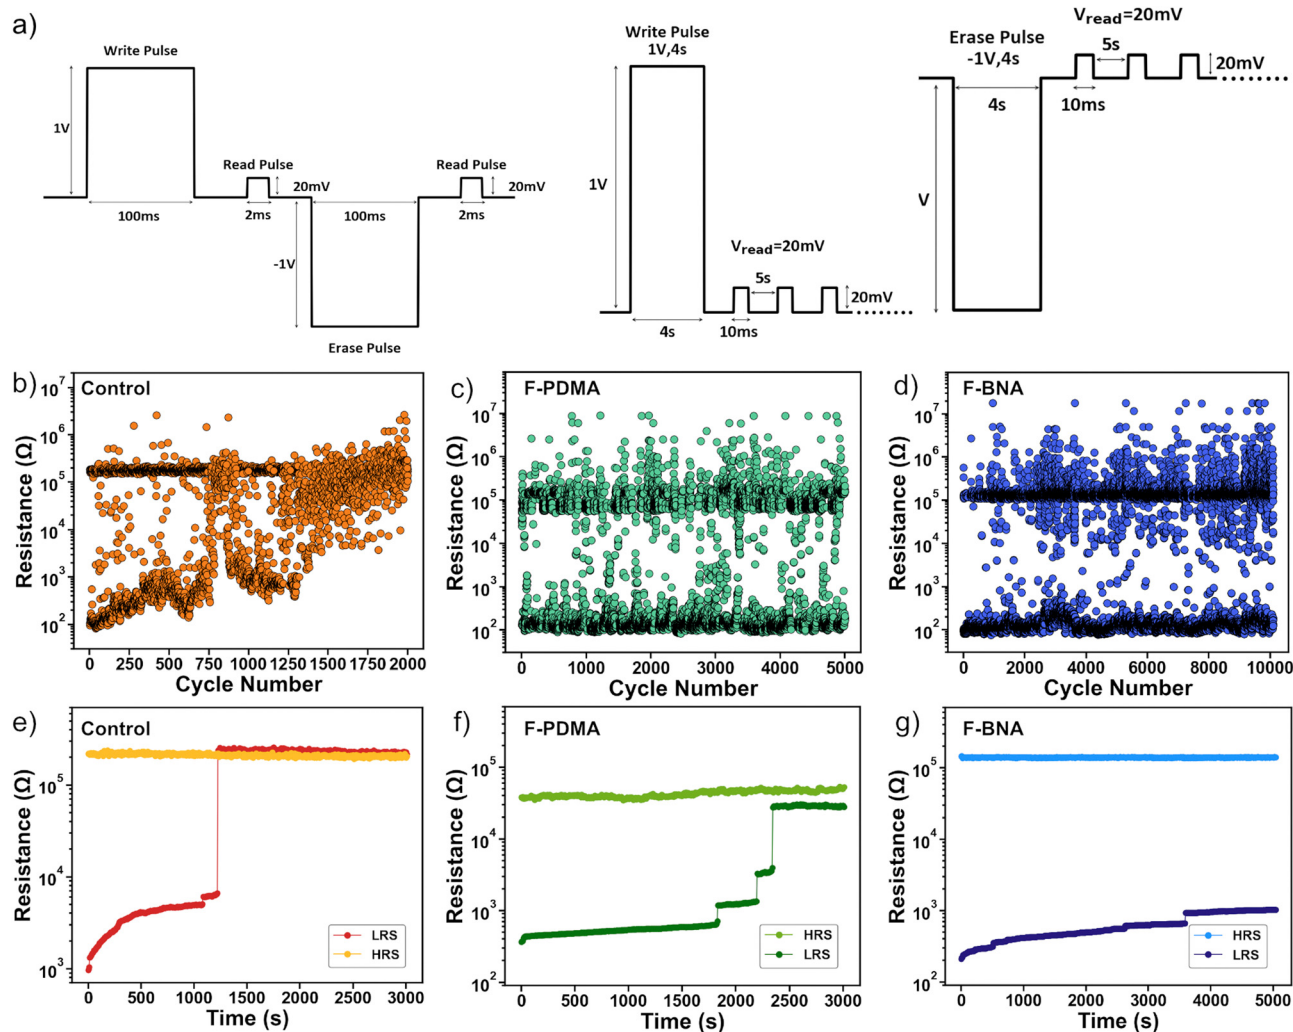 a)
Write Pulse
1V
100ms
Read Pulse
20mV
2ms
-1V
100ms
Erase Pulse
Read Pulse
20mV
2ms
Write Pulse
1V,4s
1V
4s
Vread=20mV
5s
20mV
10ms
Erase Pulse
-1V,4s
4s
V
Vread=20mV
5s
20mV
10ms
b)
Control
Resistance (Ω)
10^7
10^6
10^5
10^4
10^3
10^2
0 250 500 750 1000 1250 1500 1750 2000
Cycle Number
c)
F-PDMA
Resistance (Ω)
10^7
10^6
10^5
10^4
10^3
10^2
0 1000 2000 3000 4000 5000
Cycle Number
d)
F-BNA
Resistance (Ω)
10^7
10^6
10^5
10^4
10^3
10^2
0 2000 4000 6000 8000 10000
Cycle Number
e)
Control
Resistance (Ω)
10^5
10^4
10^3
LRS
HRS
0 500 1000 1500 2000 2500 3000
Time (s)
f)
F-PDMA
Resistance (Ω)
10^5
10^4
10^3
10^2
HRS
LRS
0 500 1000 1500 2000 2500 3000
Time (s)
g)
F-BNA
Resistance (Ω)
10^5
10^4
10^3
10^2
HRS
LRS
0 1000 2000 3000 4000 5000
Time (s)